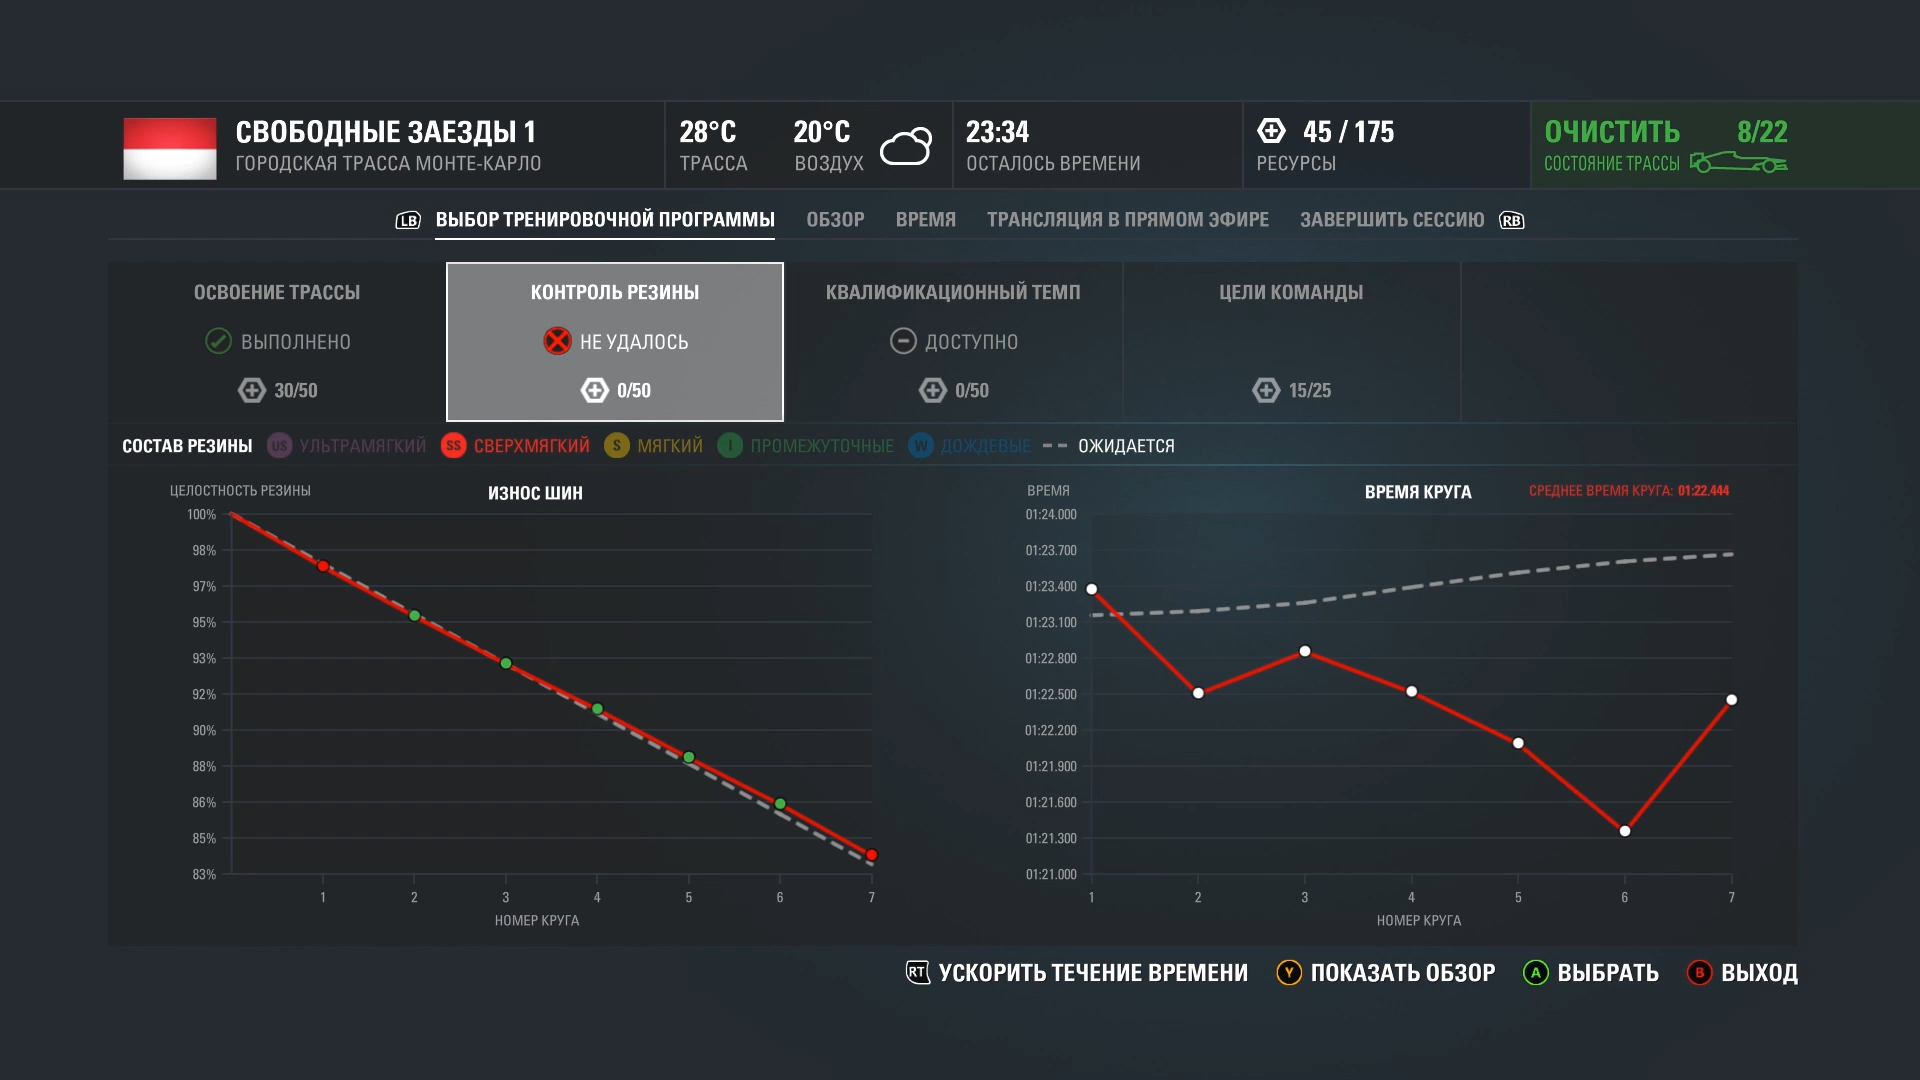 СВОБОДНЫЕ ЗАЕЗДЫ 1
ГОРОДСКАЯ ТРАССА МОНТЕ-КАРЛО
28°C
ТРАССА
20°C
ВОЗДУХ
23:34
ОСТАЛОСЬ ВРЕМЕНИ
45 / 175
РЕСУРСЫ
ОЧИСТИТЬ 8/22
СОСТОЯНИЕ ТРАССЫ
LB ВЫБОР ТРЕНИРОВОЧНОЙ ПРОГРАММЫ ОБЗОР ВРЕМЯ ТРАНСЛЯЦИЯ В ПРЯМОМ ЭФИРЕ ЗАВЕРШИТЬ СЕССИЮ RB
ОСВОЕНИЕ ТРАССЫ
ВЫПОЛНЕНО
30/50
КОНТРОЛЬ РЕЗИНЫ
НЕ УДАЛОСЬ
0/50
КВАЛИФИКАЦИОННЫЙ ТЕМП
ДОСТУПНО
0/50
ЦЕЛИ КОМАНДЫ
15/25
СОСТАВ РЕЗИНЫ US УЛЬТРАМЯГКИЙ SS СВЕРХМЯГКИЙ S МЯГКИЙ I ПРОМЕЖУТОЧНЫЕ W ДОЖДЕВЫЕ ОЖИДАЕТСЯ
ЦЕЛОСТНОСТЬ РЕЗИНЫ
ИЗНОС ШИН
100%
98%
97%
95%
93%
92%
90%
88%
86%
85%
83%
1 2 3 4 5 6 7
НОМЕР КРУГА
ВРЕМЯ
ВРЕМЯ КРУГА
СРЕДНЕЕ ВРЕМЯ КРУГА: 01:22.444
01:24.000
01:23.700
01:23.400
01:23.100
01:22.800
01:22.500
01:22.200
01:21.900
01:21.600
01:21.300
01:21.000
1 2 3 4 5 6 7
НОМЕР КРУГА
RT УСКОРИТЬ ТЕЧЕНИЕ ВРЕМЕНИ Y ПОКАЗАТЬ ОБЗОР A ВЫБРАТЬ B ВЫХОД